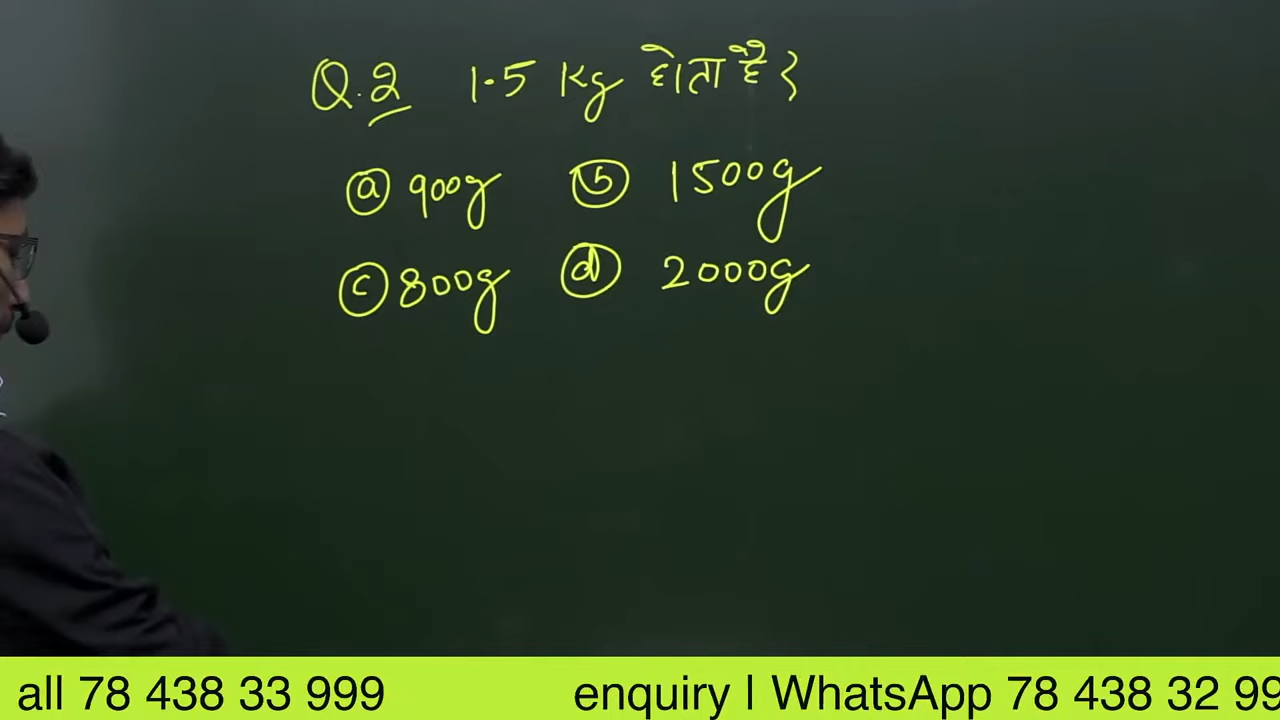 Q.2 1.5 Kg होता है?
(a) 900g (b) 1500g
(c) 800g (d) 2000g
all 78 438 33 999 enquiry | WhatsApp 78 438 32 99